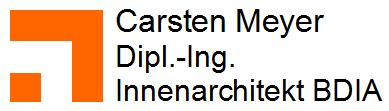 Carsten Meyer
Dipl.-Ing.
Innenarchitekt BDIA